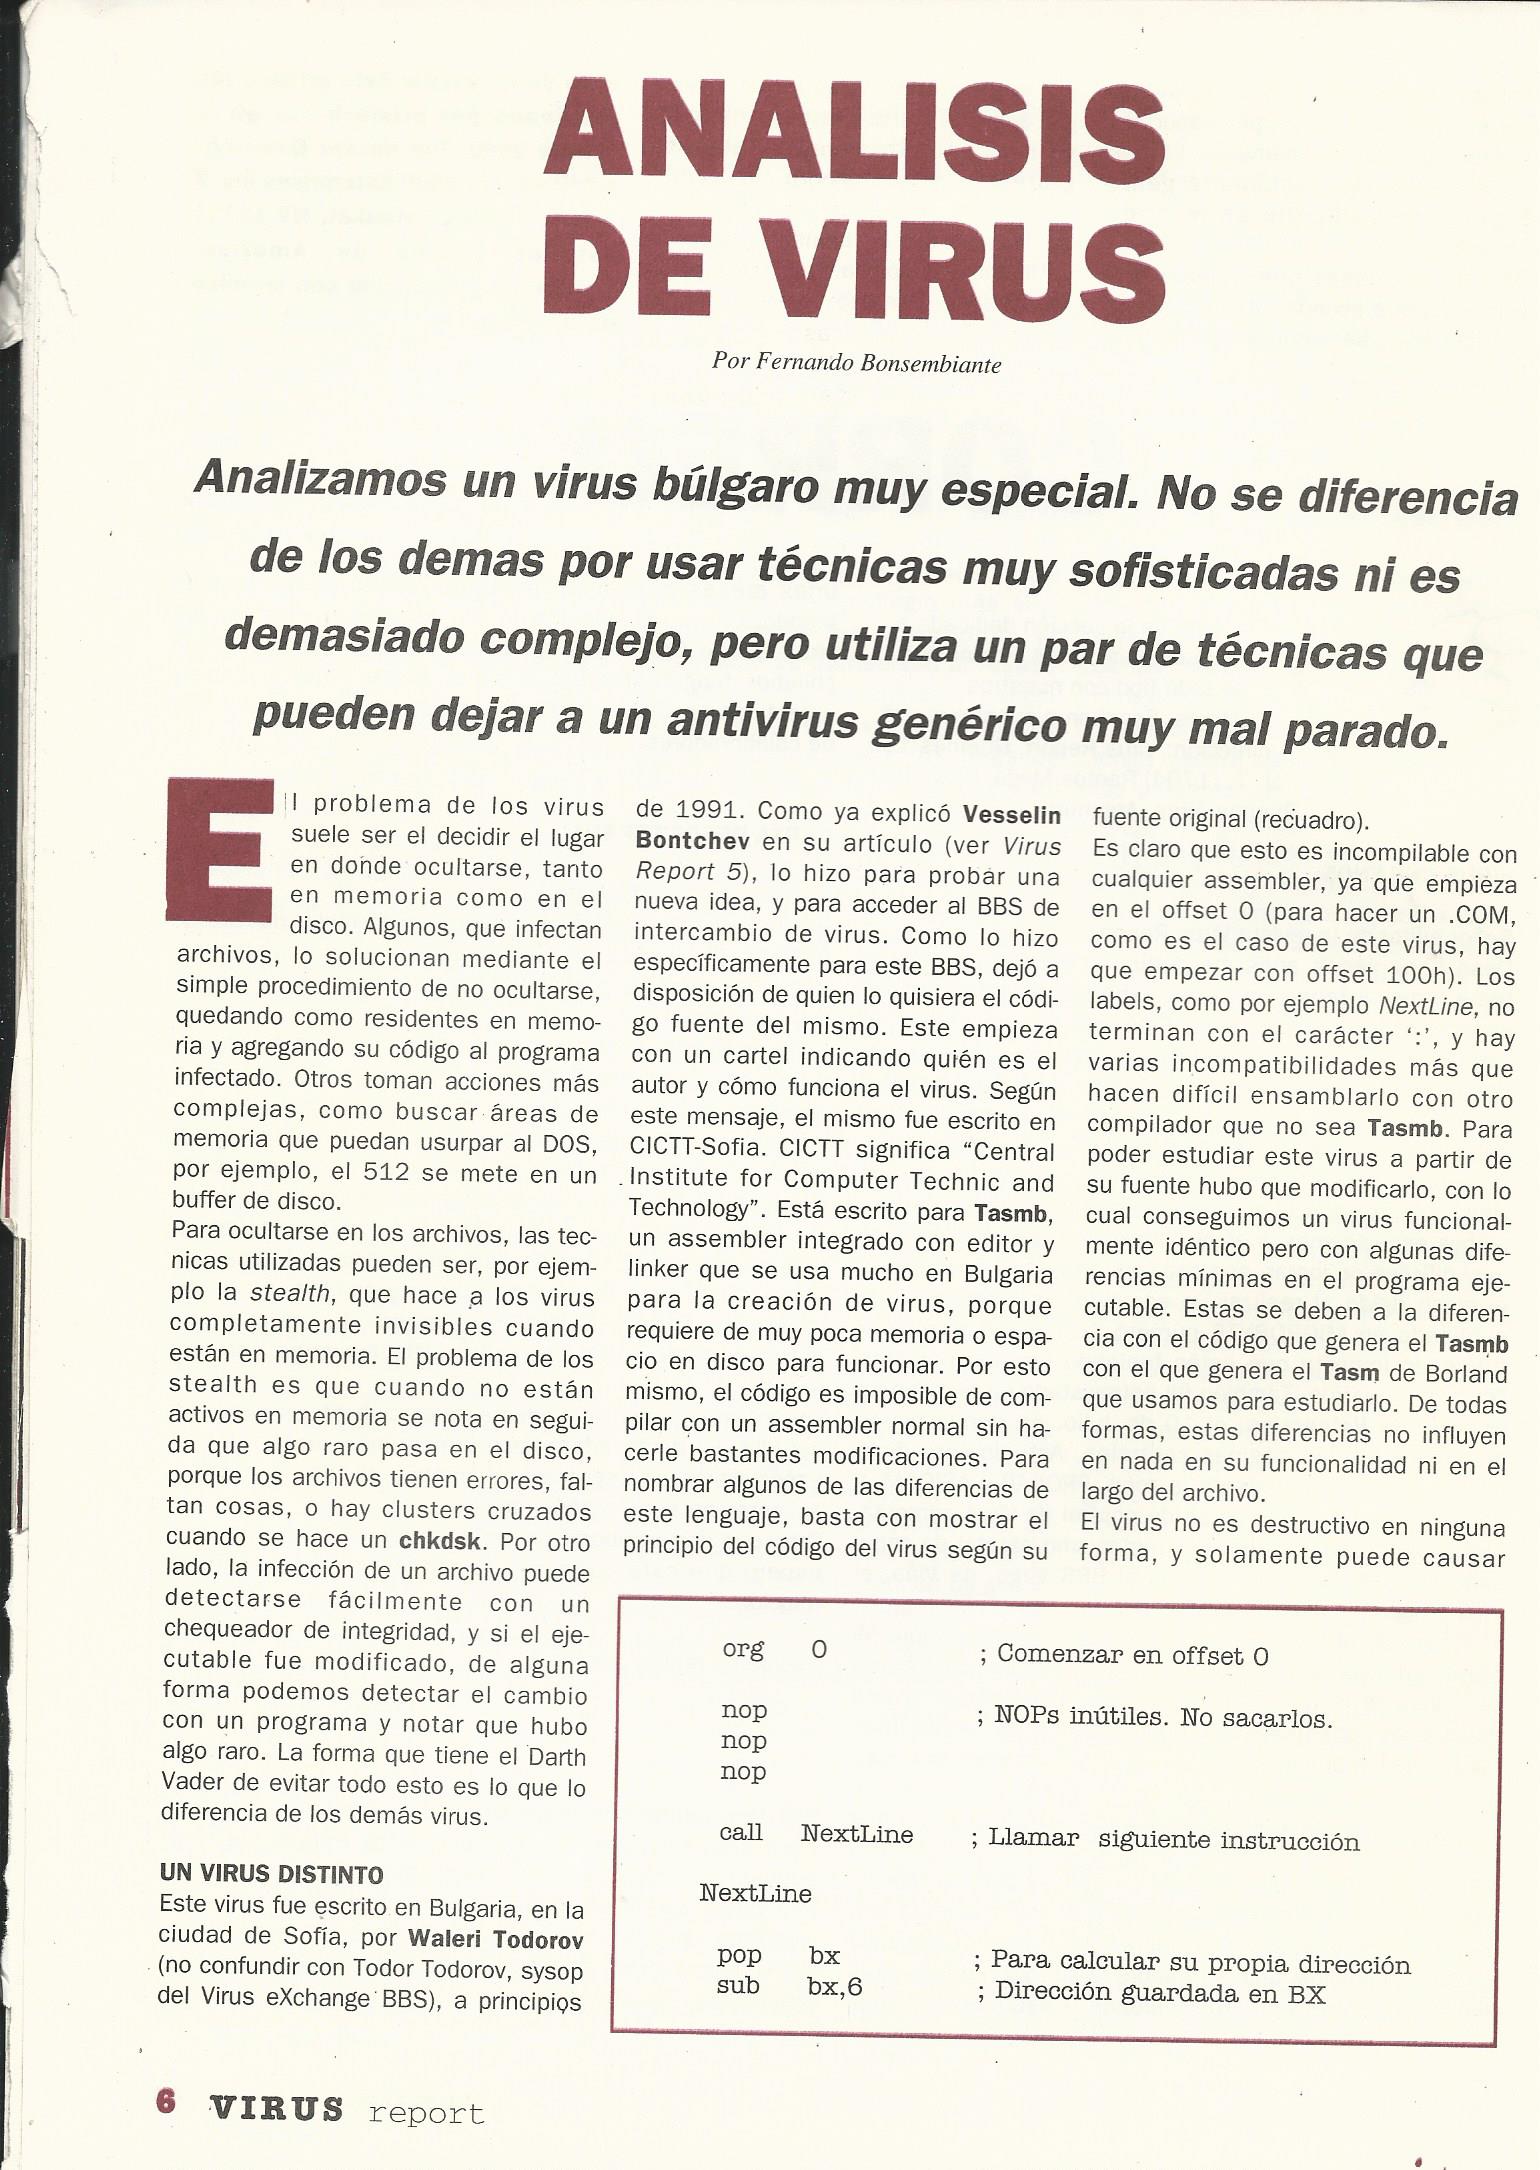 ANALISIS
DE VIRUS
Por Fernando Bonsembiante
Analizamos un virus búlgaro muy especial. No se diferencia
de los demas por usar técnicas muy sofisticadas ni es
demasiado complejo, pero utiliza un par de técnicas que
pueden dejar a un antivirus genérico muy mal parado.
El problema de los virus
suele ser el decidir el lugar
en donde ocultarse, tanto
en memoria como en el
disco. Algunos, que infectan
archivos, lo solucionan mediante el
simple procedimiento de no ocultarse,
quedando como residentes en memo-
ria y agregando su código al programa
infectado. Otros toman acciones más
complejas, como buscar áreas de
memoria que puedan usurpar al DOS,
por ejemplo, el 512 se mete en un
buffer de disco.
Para ocultarse en los archivos, las tec-
nicas utilizadas pueden ser, por ejem-
plo la stealth, que hace a los virus
completamente invisibles cuando
están en memoria. El problema de los
stealth es que cuando no están
activos en memoria se nota en segui-
da que algo raro pasa en el disco,
porque los archivos tienen errores, fal-
tan cosas, o hay clusters cruzados
cuando se hace un chkdsk. Por otro
lado, la infección de un archivo puede
detectarse fácilmente con un
chequeador de integridad, y si el eje-
cutable fue modificado, de alguna
forma podemos detectar el cambio
con un programa y notar que hubo
algo raro. La forma que tiene el Darth
Vader de evitar todo esto es lo que lo
diferencia de los demás virus.
UN VIRUS DISTINTO
Este virus fue escrito en Bulgaria, en la
ciudad de Sofía, por Waleri Todorov
(no confundir con Todor Todorov, sysop
del Virus eXchange BBS), a principios
de 1991. Como ya explicó Vesselin
Bontchev en su artículo (ver Virus
Report 5), lo hizo para probar una
nueva idea, y para acceder al BBS de
intercambio de virus. Como lo hizo
específicamente para este BBS, dejó a
disposición de quien lo quisiera el códi-
go fuente del mismo. Este empieza
con un cartel indicando quién es el
autor y cómo funciona el virus. Según
este mensaje, el mismo fue escrito en
CICTT-Sofia. CICTT significa “Central
Institute for Computer Technic and
Technology”. Está escrito para Tasmb,
un assembler integrado con editor y
linker que se usa mucho en Bulgaria
para la creación de virus, porque
requiere de muy poca memoria o espa-
cio en disco para funcionar. Por esto
mismo, el código es imposible de com-
pilar con un assembler normal sin ha-
cerle bastantes modificaciones. Para
nombrar algunos de las diferencias de
este lenguaje, basta con mostrar el
principio del código del virus según su
fuente original (recuadro).
Es claro que esto es incompilable con
cualquier assembler, ya que empieza
en el offset 0 (para hacer un .COM,
como es el caso de este virus, hay
que empezar con offset 100h). Los
labels, como por ejemplo NextLine, no
terminan con el carácter ‘:’, y hay
varias incompatibilidades más que
hacen difícil ensamblarlo con otro
compilador que no sea Tasmb. Para
poder estudiar este virus a partir de
su fuente hubo que modificarlo, con lo
cual conseguimos un virus funcional-
mente idéntico pero con algunas dife-
rencias mínimas en el programa eje-
cutable. Estas se deben a la diferen-
cia con el código que genera el Tasmb
con el que genera el Tasm de Borland
que usamos para estudiarlo. De todas
formas, estas diferencias no influyen
en nada en su funcionalidad ni en el
largo del archivo.
El virus no es destructivo en ninguna
forma, y solamente puede causar
org 0 ; Comenzar en offset 0
nop ; NOPs inútiles. No sacarlos.
nop
nop
call NextLine ; Llamar siguiente instrucción
NextLine
pop bx ; Para calcular su propia dirección
sub bx,6 ; Dirección guardada en BX
6 VIRUS report